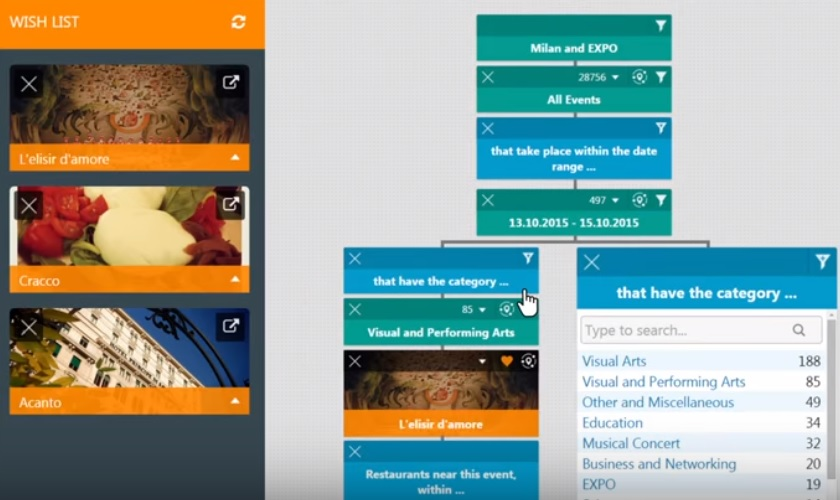 WISH LIST
L'elisir d'amore
Cracco
Acanto
Milan and EXPO
28756
All Events
that take place within the date
range ...
497
13.10.2015 - 15.10.2015
that have the category ...
85
Visual and Performing Arts
L'elisir d'amore
Restaurants near this event,
within ...
that have the category ...
Type to search...
Visual Arts 188
Visual and Performing Arts 85
Other and Miscellaneous 49
Education 34
Musical Concert 32
Business and Networking 20
EXPO 19